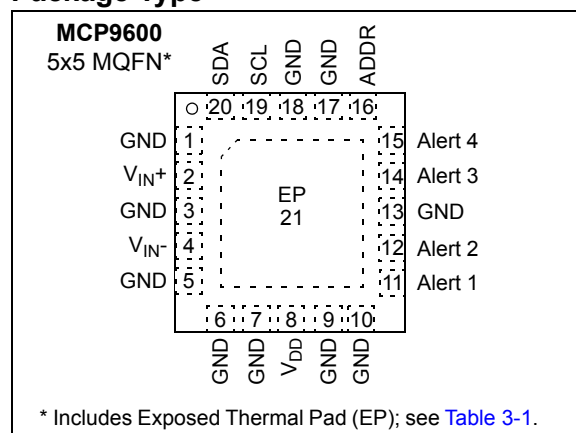 Package Type
MCP9600
5x5 MQFN*
SDA
SCL
GND
GND
ADDR
20 19 18 17 16
GND 1
VIN+ 2
GND 3
VIN- 4
GND 5
EP
21
15 Alert 4
14 Alert 3
13 GND
12 Alert 2
11 Alert 1
6 7 8 9 10
GND
GND
VDD
GND
GND
* Includes Exposed Thermal Pad (EP); see Table 3-1.